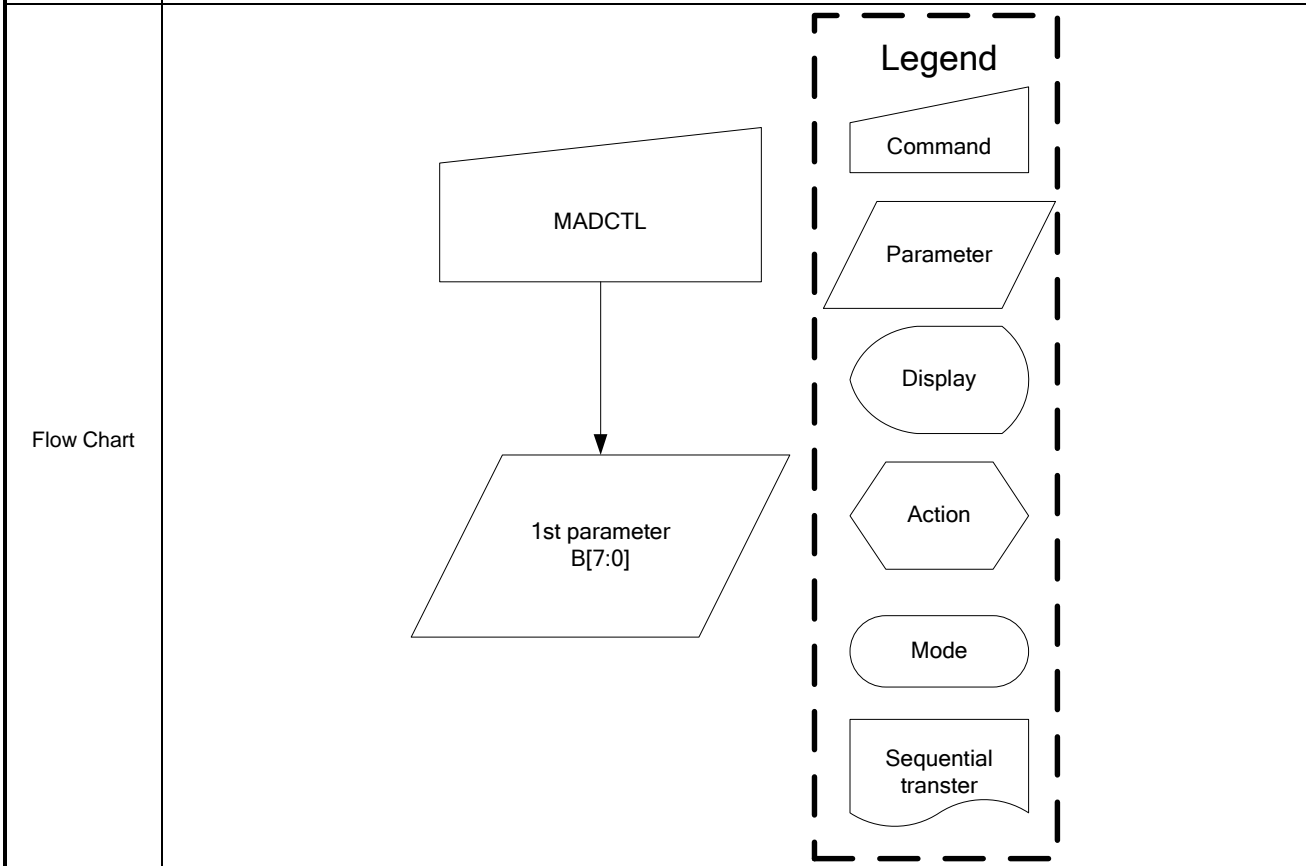 Flow Chart
MADCTL
1st parameter
B[7:0]
Legend
Command
Parameter
Display
Action
Mode
Sequential
transter